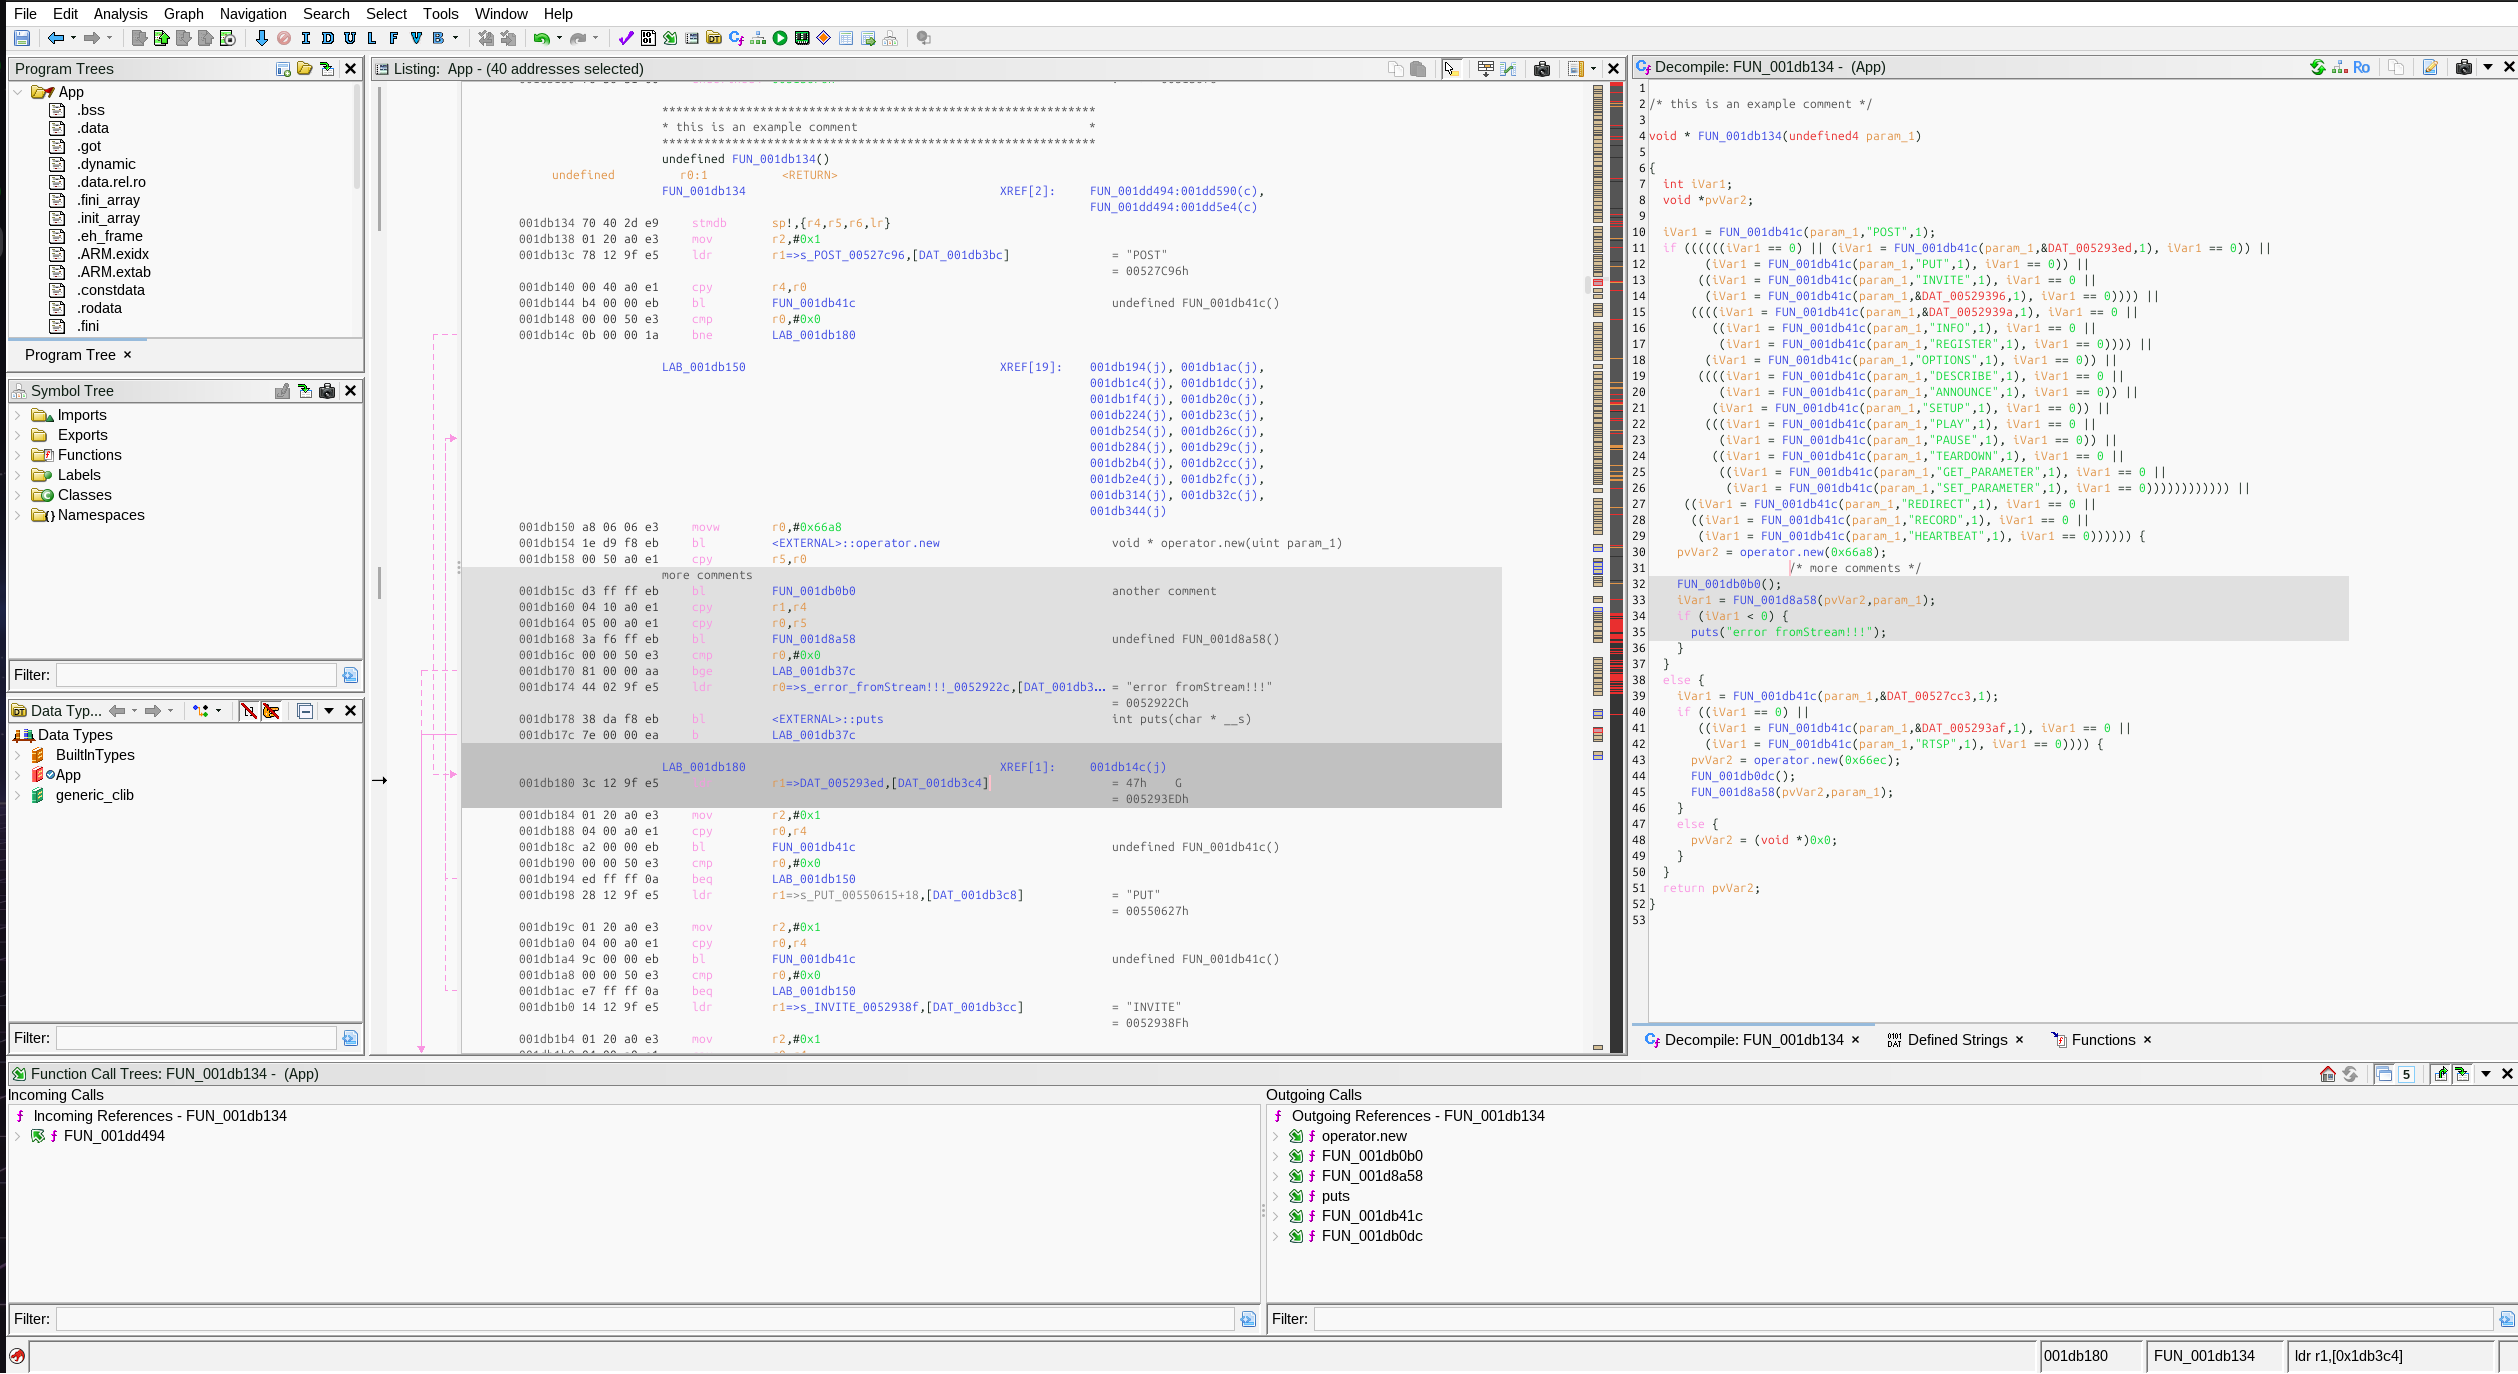 File Edit Analysis Graph Navigation Search Select Tools Window Help
I D U L F V B
Program Trees
App
.bss
.data
.got
.dynamic
.data.rel.ro
.fini_array
.init_array
.eh_frame
.ARM.exidx
.ARM.extab
.constdata
.rodata
.fini
Program Tree ×
Symbol Tree
Imports
Exports
Functions
Labels
Classes
Namespaces
Filter:
Data Typ...
Data Types
BuiltInTypes
App
generic_clib
Filter:
Listing: App - (40 addresses selected)
**************************************************************
* this is an example comment *
**************************************************************
undefined FUN_001db134()
undefined r0:1 <RETURN>
FUN_001db134 XREF[2]: FUN_001dd494:001dd590(c),
FUN_001dd494:001dd5e4(c)
001db134 70 40 2d e9 stmdb sp!,{r4,r5,r6,lr}
001db138 01 20 a0 e3 mov r2,#0x1
001db13c 78 12 9f e5 ldr r1=>s_POST_00527c96,[DAT_001db3bc] = "POST"
= 00527C96h
001db140 00 40 a0 e1 cpy r4,r0
001db144 b4 00 00 eb bl FUN_001db41c undefined FUN_001db41c()
001db148 00 00 50 e3 cmp r0,#0x0
001db14c 0b 00 00 1a bne LAB_001db180
LAB_001db150 XREF[19]: 001db194(j), 001db1ac(j),
001db1c4(j), 001db1dc(j),
001db1f4(j), 001db20c(j),
001db224(j), 001db23c(j),
001db254(j), 001db26c(j),
001db284(j), 001db29c(j),
001db2b4(j), 001db2cc(j),
001db2e4(j), 001db2fc(j),
001db314(j), 001db32c(j),
001db344(j)
001db150 a8 06 06 e3 movw r0,#0x66a8
001db154 1e d9 f8 eb bl <EXTERNAL>::operator.new void * operator.new(uint param_1)
001db158 00 50 a0 e1 cpy r5,r0
more comments
001db15c d3 ff ff eb bl FUN_001db0b0 another comment
001db160 04 10 a0 e1 cpy r1,r4
001db164 05 00 a0 e1 cpy r0,r5
001db168 3a f6 ff eb bl FUN_001d8a58 undefined FUN_001d8a58()
001db16c 00 00 50 e3 cmp r0,#0x0
001db170 81 00 00 aa bge LAB_001db37c
001db174 44 02 9f e5 ldr r0=>s_error_fromStream!!!_0052922c,[DAT_001db3... = "error fromStream!!!"
= 0052922Ch
001db178 38 da f8 eb bl <EXTERNAL>::puts int puts(char * __s)
001db17c 7e 00 00 ea b LAB_001db37c
LAB_001db180 XREF[1]: 001db14c(j)
001db180 3c 12 9f e5 ldr r1=>DAT_005293ed,[DAT_001db3c4] = 47h G
= 005293EDh
001db184 01 20 a0 e3 mov r2,#0x1
001db188 04 00 a0 e1 cpy r0,r4
001db18c a2 00 00 eb bl FUN_001db41c undefined FUN_001db41c()
001db190 00 00 50 e3 cmp r0,#0x0
001db194 ed ff ff 0a beq LAB_001db150
001db198 28 12 9f e5 ldr r1=>s_PUT_00550615+18,[DAT_001db3c8] = "PUT"
= 00550627h
001db19c 01 20 a0 e3 mov r2,#0x1
001db1a0 04 00 a0 e1 cpy r0,r4
001db1a4 9c 00 00 eb bl FUN_001db41c undefined FUN_001db41c()
001db1a8 00 00 50 e3 cmp r0,#0x0
001db1ac e7 ff ff 0a beq LAB_001db150
001db1b0 14 12 9f e5 ldr r1=>s_INVITE_0052938f,[DAT_001db3cc] = "INVITE"
= 0052938Fh
001db1b4 01 20 a0 e3 mov r2,#0x1
Decompile: FUN_001db134 - (App)
Ro
1
2 /* this is an example comment */
3
4 void * FUN_001db134(undefined4 param_1)
5
6 {
7 int iVar1;
8 void *pvVar2;
9
10 iVar1 = FUN_001db41c(param_1,"POST",1);
11 if ((((((iVar1 == 0) || (iVar1 = FUN_001db41c(param_1,&DAT_005293ed,1), iVar1 == 0)) ||
12 (iVar1 = FUN_001db41c(param_1,"PUT",1), iVar1 == 0)) ||
13 ((iVar1 = FUN_001db41c(param_1,"INVITE",1), iVar1 == 0 ||
14 (iVar1 = FUN_001db41c(param_1,&DAT_00529396,1), iVar1 == 0)))) ||
15 ((((iVar1 = FUN_001db41c(param_1,&DAT_0052939a,1), iVar1 == 0 ||
16 ((iVar1 = FUN_001db41c(param_1,"INFO",1), iVar1 == 0 ||
17 (iVar1 = FUN_001db41c(param_1,"REGISTER",1), iVar1 == 0)))) ||
18 (iVar1 = FUN_001db41c(param_1,"OPTIONS",1), iVar1 == 0)) ||
19 ((((iVar1 = FUN_001db41c(param_1,"DESCRIBE",1), iVar1 == 0 ||
20 (iVar1 = FUN_001db41c(param_1,"ANNOUNCE",1), iVar1 == 0)) ||
21 (iVar1 = FUN_001db41c(param_1,"SETUP",1), iVar1 == 0)) ||
22 (((iVar1 = FUN_001db41c(param_1,"PLAY",1), iVar1 == 0 ||
23 (iVar1 = FUN_001db41c(param_1,"PAUSE",1), iVar1 == 0)) ||
24 ((iVar1 = FUN_001db41c(param_1,"TEARDOWN",1), iVar1 == 0 ||
25 ((iVar1 = FUN_001db41c(param_1,"GET_PARAMETER",1), iVar1 == 0 ||
26 (iVar1 = FUN_001db41c(param_1,"SET_PARAMETER",1), iVar1 == 0)))))))))))) ||
27 ((iVar1 = FUN_001db41c(param_1,"REDIRECT",1), iVar1 == 0 ||
28 ((iVar1 = FUN_001db41c(param_1,"RECORD",1), iVar1 == 0 ||
29 (iVar1 = FUN_001db41c(param_1,"HEARTBEAT",1), iVar1 == 0)))))) {
30 pvVar2 = operator.new(0x66a8);
31 /* more comments */
32 FUN_001db0b0();
33 iVar1 = FUN_001d8a58(pvVar2,param_1);
34 if (iVar1 < 0) {
35 puts("error fromStream!!!");
36 }
37 }
38 else {
39 iVar1 = FUN_001db41c(param_1,&DAT_00527cc3,1);
40 if ((iVar1 == 0) ||
41 ((iVar1 = FUN_001db41c(param_1,&DAT_005293af,1), iVar1 == 0 ||
42 (iVar1 = FUN_001db41c(param_1,"RTSP",1), iVar1 == 0)))) {
43 pvVar2 = operator.new(0x66ec);
44 FUN_001db0dc();
45 FUN_001d8a58(pvVar2,param_1);
46 }
47 else {
48 pvVar2 = (void *)0x0;
49 }
50 }
51 return pvVar2;
52 }
53
Decompile: FUN_001db134 × Defined Strings × Functions ×
Function Call Trees: FUN_001db134 - (App)
5
Incoming Calls
Incoming References - FUN_001db134
FUN_001dd494
Filter:
Outgoing Calls
Outgoing References - FUN_001db134
operator.new
FUN_001db0b0
FUN_001d8a58
puts
FUN_001db41c
FUN_001db0dc
Filter:
001db180 FUN_001db134 ldr r1,[0x1db3c4]